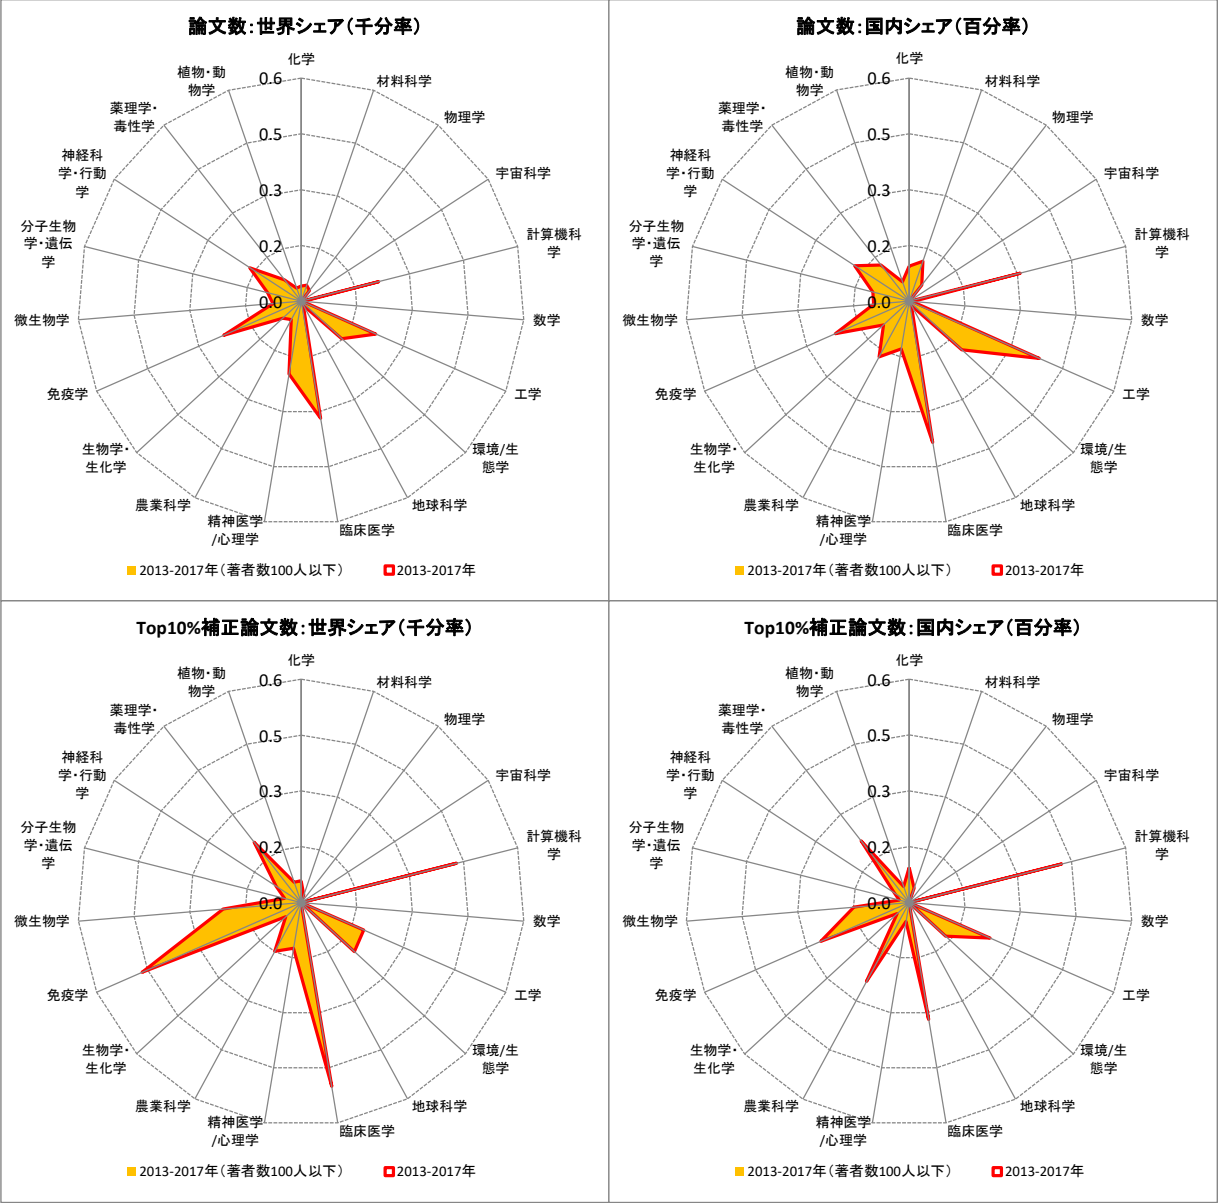 論文数：世界シェア（千分率）
化学
材料科学
物理学
宇宙科学
計算機科
学
数学
工学
環境/生
態学
地球科学
臨床医学
精神医学
/心理学
農業科学
生物学・
生化学
免疫学
微生物学
分子生物
学・遺伝
学
神経科
学・行動
学
薬理学・
毒性学
植物・動
物学
0.6
0.5
0.3
0.2
0.0
2013-2017年（著者数100人以下）
2013-2017年
論文数：国内シェア（百分率）
化学
材料科学
物理学
宇宙科学
計算機科
学
数学
工学
環境/生
態学
地球科学
臨床医学
精神医学
/心理学
農業科学
生物学・
生化学
免疫学
微生物学
分子生物
学・遺伝
学
神経科
学・行動
学
薬理学・
毒性学
植物・動
物学
0.6
0.5
0.3
0.2
0.0
2013-2017年（著者数100人以下）
2013-2017年
Top10%補正論文数：世界シェア（千分率）
化学
材料科学
物理学
宇宙科学
計算機科
学
数学
工学
環境/生
態学
地球科学
臨床医学
精神医学
/心理学
農業科学
生物学・
生化学
免疫学
微生物学
分子生物
学・遺伝
学
神経科
学・行動
学
薬理学・
毒性学
植物・動
物学
0.6
0.5
0.3
0.2
0.0
2013-2017年（著者数100人以下）
2013-2017年
Top10%補正論文数：国内シェア（百分率）
化学
材料科学
物理学
宇宙科学
計算機科
学
数学
工学
環境/生
態学
地球科学
臨床医学
精神医学
/心理学
農業科学
生物学・
生化学
免疫学
微生物学
分子生物
学・遺伝
学
神経科
学・行動
学
薬理学・
毒性学
植物・動
物学
0.6
0.5
0.3
0.2
0.0
2013-2017年（著者数100人以下）
2013-2017年